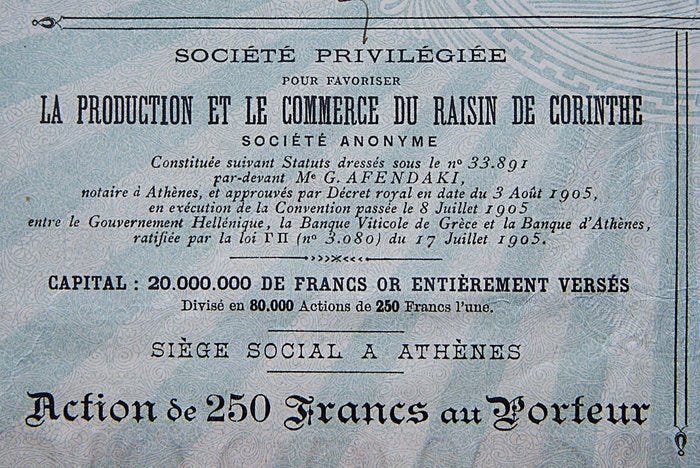 SOCIÉTÉ PRIVILÉGIÉE
POUR FAVORISER
LA PRODUCTION ET LE COMMERCE DU RAISIN DE CORINTHE
SOCIÉTÉ ANONYME
Constituée suivant Statuts dressés sous le nº 33.891
par-devant Mᵉ G. AFENDAKI,
notaire à Athènes, et approuvés par Décret royal en date du 3 Août 1905,
en exécution de la Convention passée le 8 Juillet 1905
entre le Gouvernement Hellénique, la Banque Viticole de Grèce et la Banque d'Athènes,
ratifiée par la loi ΓΠ (nº 3.080) du 17 Juillet 1905.
CAPITAL : 20.000.000 DE FRANCS OR ENTIÈREMENT VERSÉS
Divisé en 80.000 Actions de 250 Francs l'une.
SIÈGE SOCIAL A ATHÈNES
Action de 250 Francs au Porteur